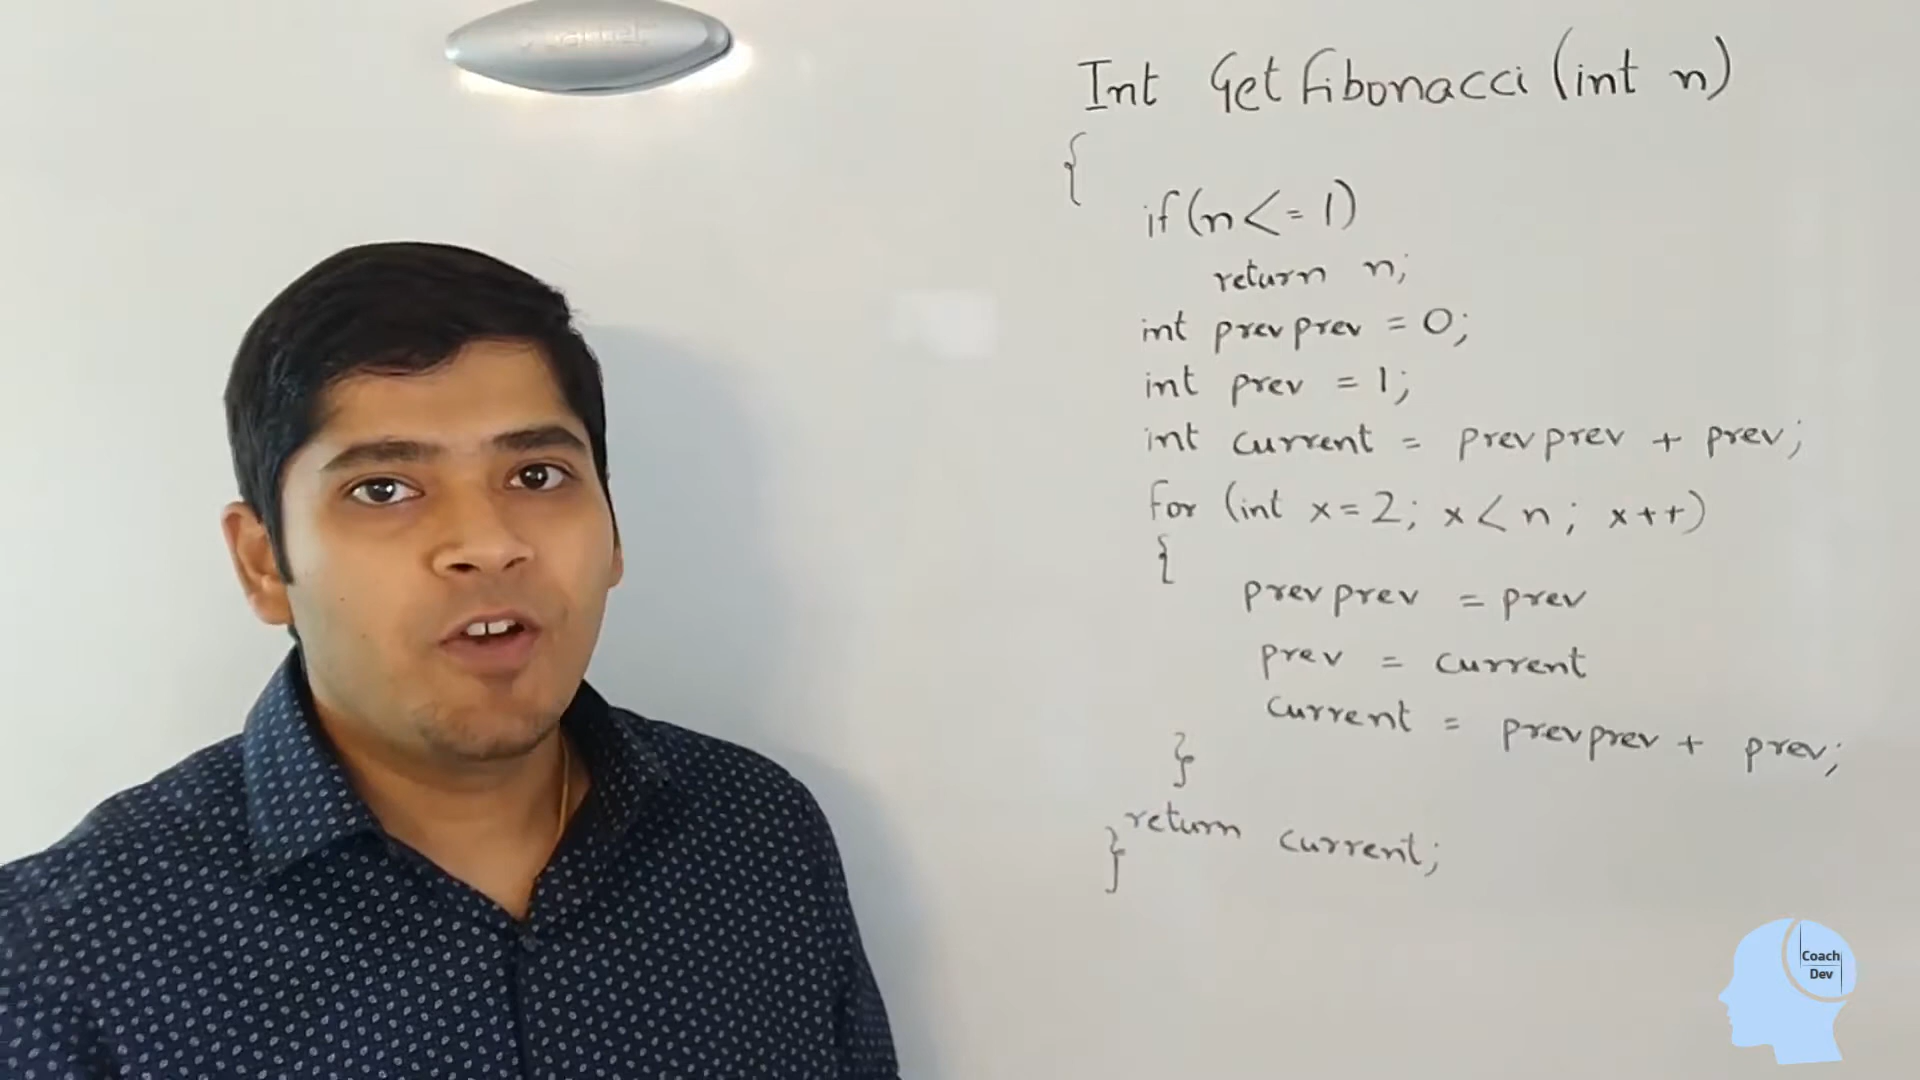 Int Getfibonacci (int n)
{
if (n <= 1)
return n;
int prevprev = 0;
int prev = 1;
int current = prevprev + prev;
for (int x = 2; x < n; x++)
{
prevprev = prev
prev = current
current = prevprev + prev;
}
return current;
}
Coach
Dev